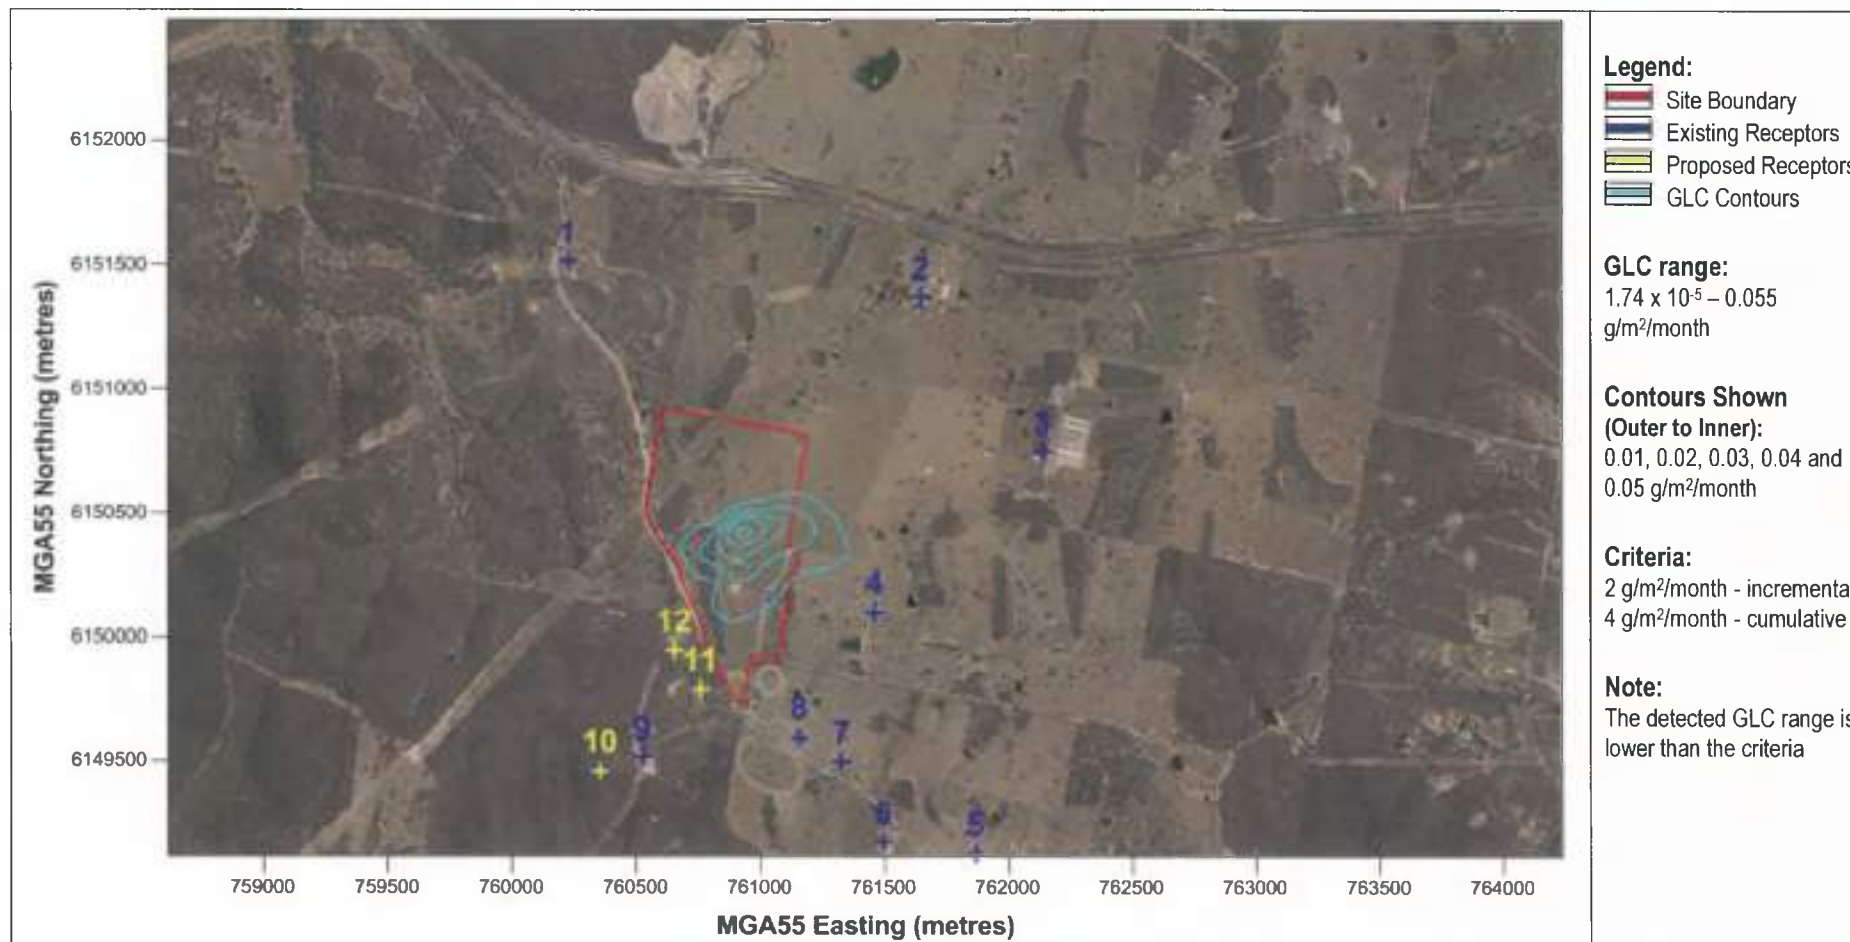 Legend:
Site Boundary
Existing Receptors
Proposed Receptors
GLC Contours
GLC range:
1.74 x 10-5 – 0.055
g/m2/month
Contours Shown
(Outer to Inner):
0.01, 0.02, 0.03, 0.04 and
0.05 g/m2/month
Criteria:
2 g/m2/month - incrementa
4 g/m2/month - cumulative
Note:
The detected GLC range is
lower than the criteria
MGA55 Northing (metres)
6152000
6151500
6151000
6150500
6150000
6149500
1
2
3
4
12
11
8
7
9
10
6
5
759000 759500 760000 760500 761000 761500 762000 762500 763000 763500 764000
MGA55 Easting (metres)